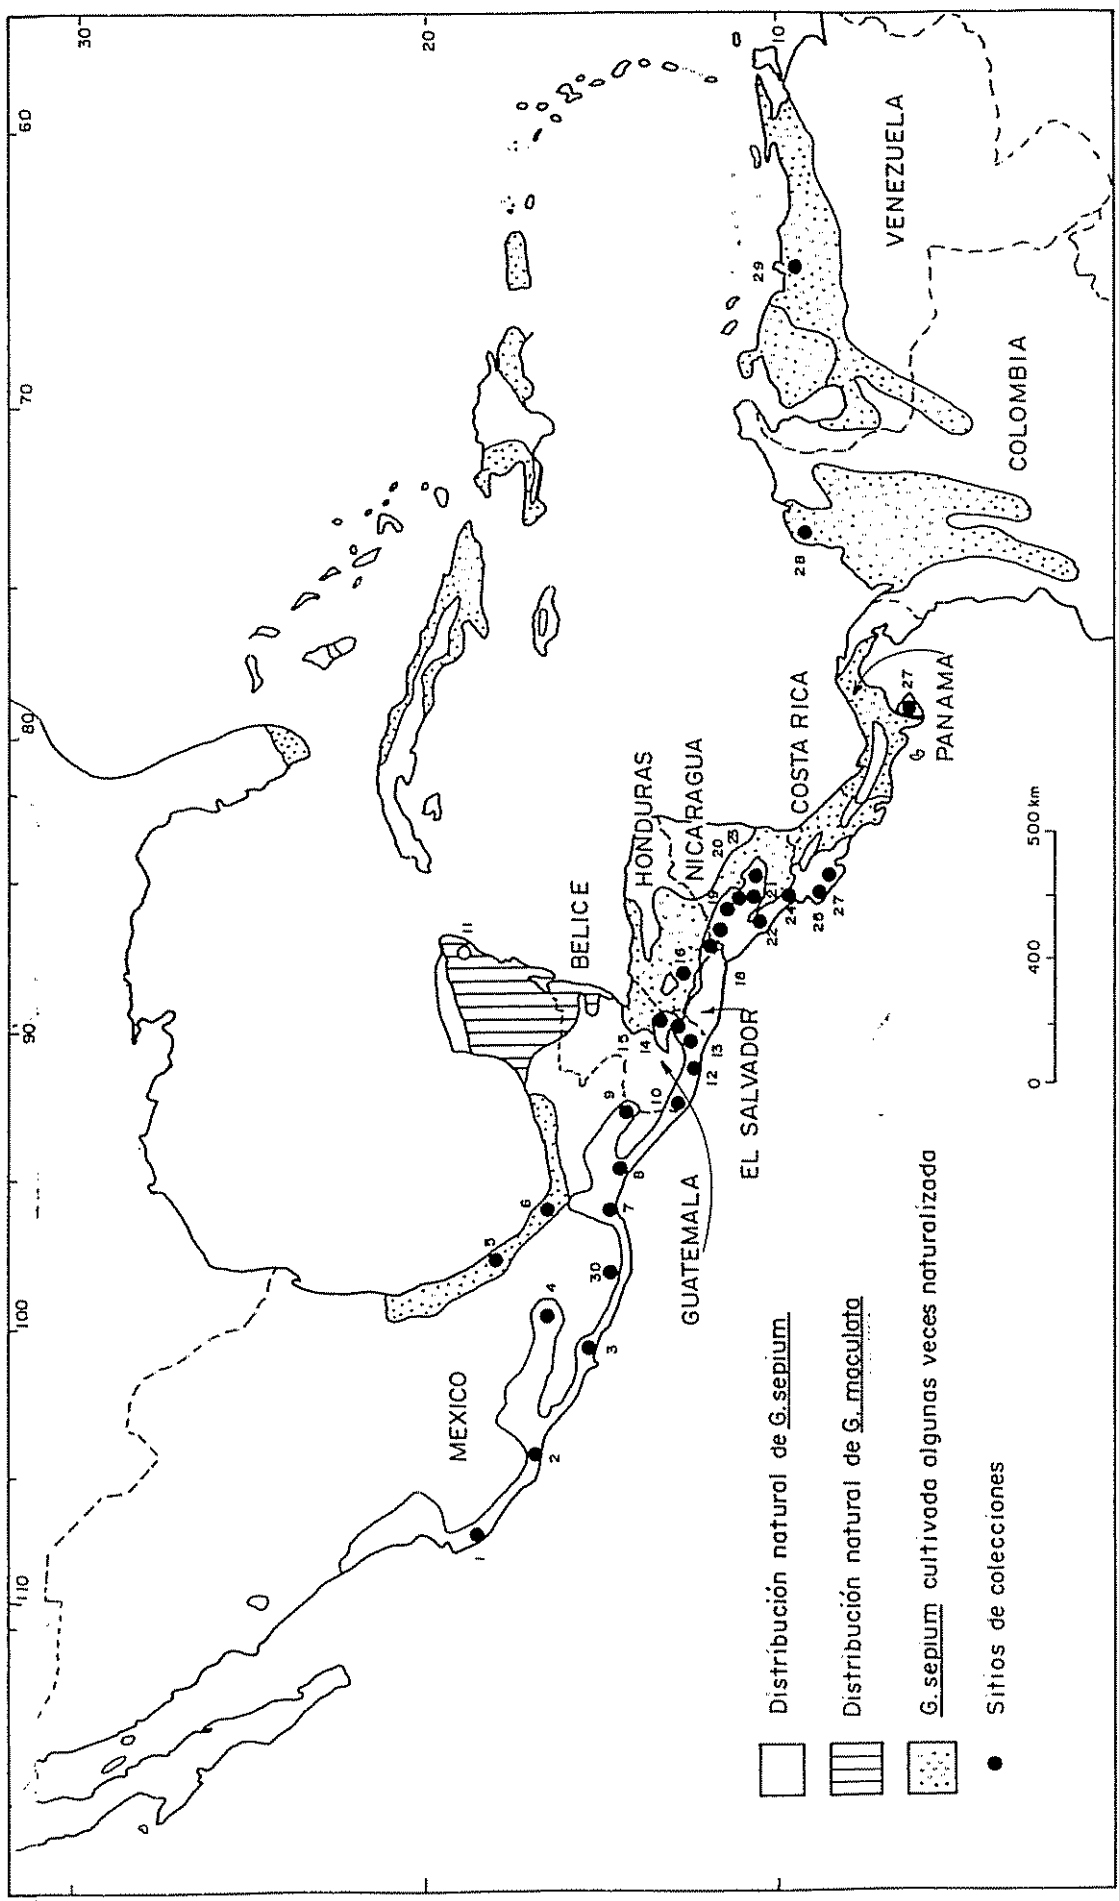 110 100 90 80 70 60
30
20
10
11
5
6
4
MEXICO
1
2
3
30
7
8
9
10
15
14
12
13
BELICE
HONDURAS
NICARAGUA
COSTA RICA
16
18
19
20
23
21
22
24
25
27
27
PANAMA
28
29
VENEZUELA
COLOMBIA
GUATEMALA
EL SALVADOR
Distribución natural de G. sepium
Distribución natural de G. maculata
G. sepium cultivada algunas veces naturalizada
Sitios de colecciones
0 400 500 km